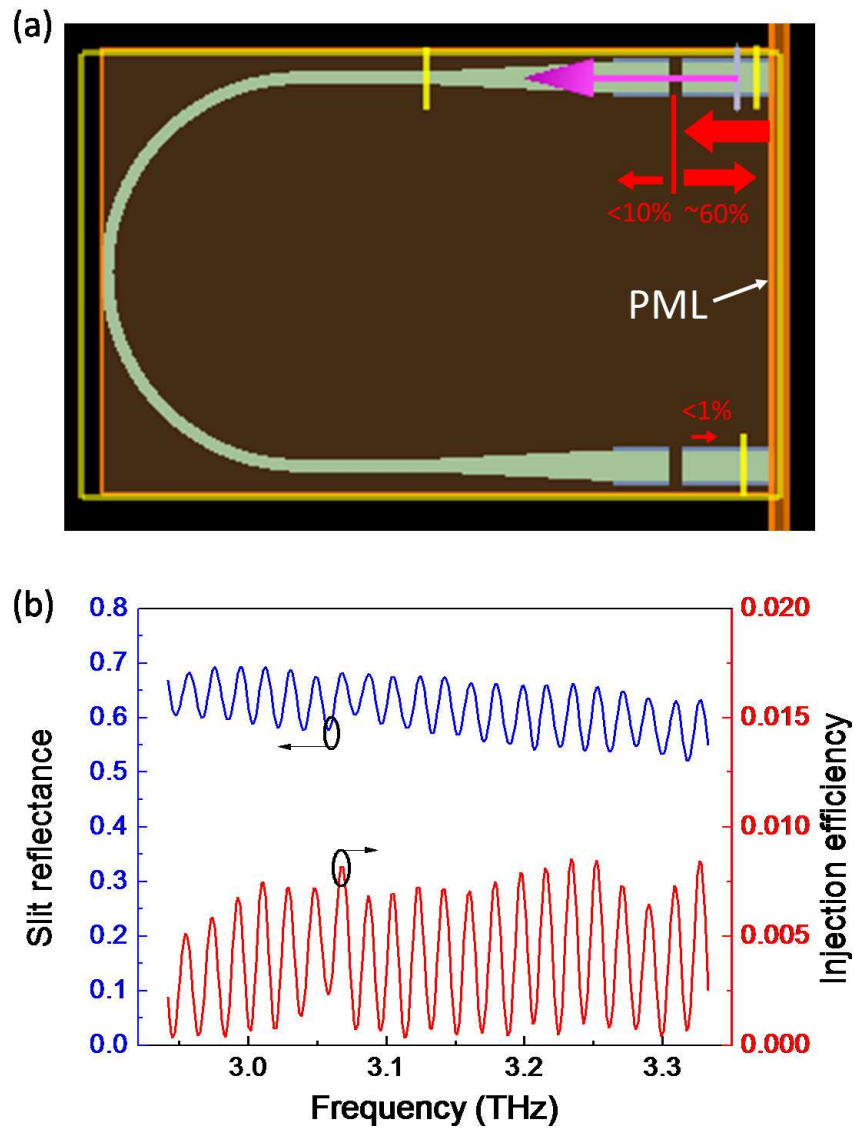 (a)
<10% ~60%
PML
<1%
(b)
0.8 0.020
0.7
0.6 0.015
0.5
0.4 0.010
0.3
0.2 0.005
0.1
0.0 0.000
Slit reflectance
Injection efficiency
3.0 3.1 3.2 3.3
Frequency (THz)